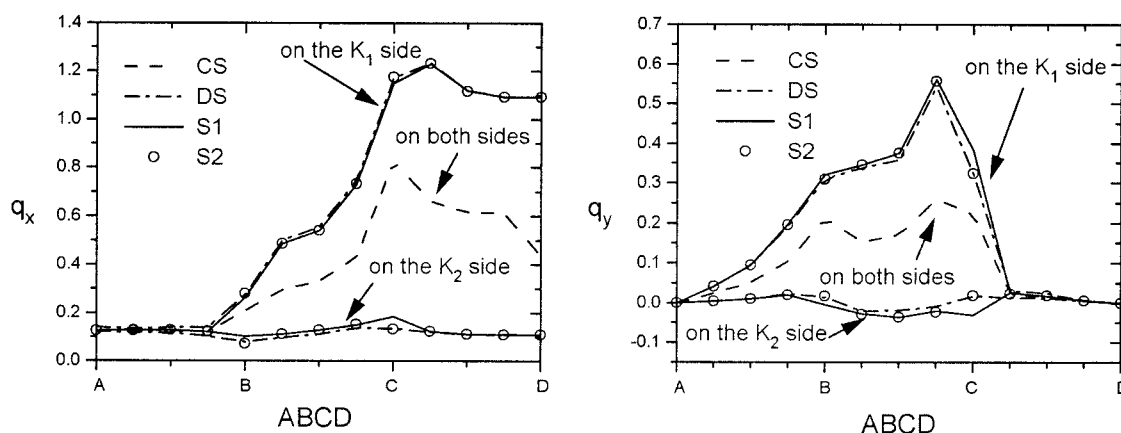 1.4
1.2
1.0
0.8
0.6
0.4
0.2
0.0
q_x
CS
DS
S1
S2
on the K_1 side
on both sides
on the K_2 side
A
B
C
D
ABCD
0.7
0.6
0.5
0.4
0.3
0.2
0.1
0.0
-0.1
q_y
CS
DS
S1
S2
on the K_1 side
on both sides
on the K_2 side
A
B
C
D
ABCD